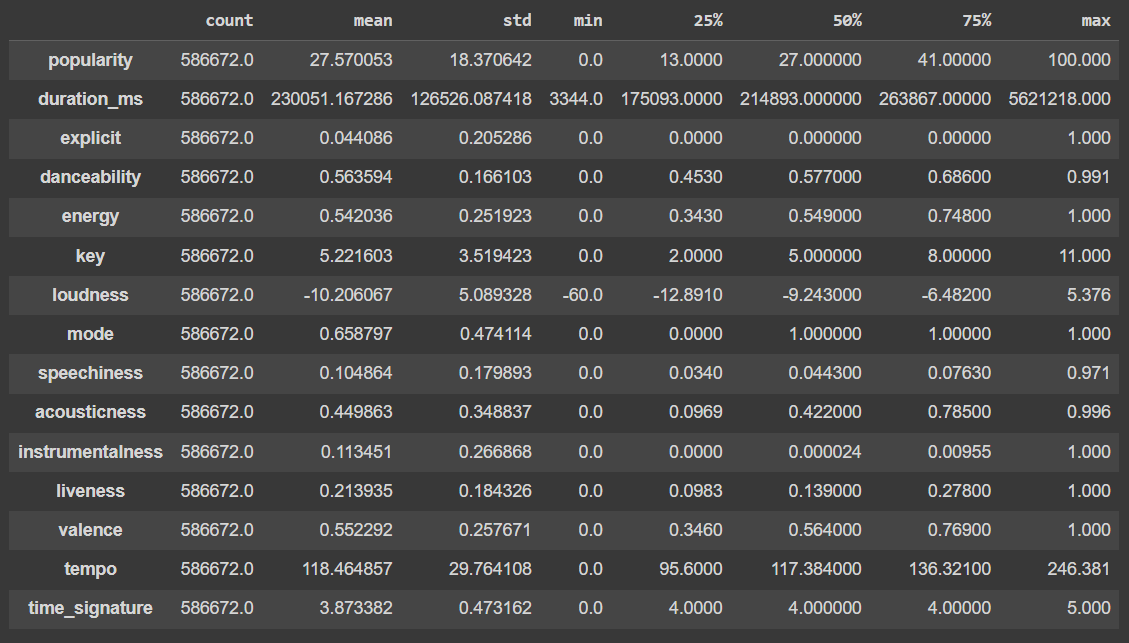 count mean std min 25% 50% 75% max
popularity 586672.0 27.570053 18.370642 0.0 13.0000 27.000000 41.00000 100.000
duration_ms 586672.0 230051.167286 126526.087418 3344.0 175093.0000 214893.000000 263867.00000 5621218.000
explicit 586672.0 0.044086 0.205286 0.0 0.0000 0.000000 0.00000 1.000
danceability 586672.0 0.563594 0.166103 0.0 0.4530 0.577000 0.68600 0.991
energy 586672.0 0.542036 0.251923 0.0 0.3430 0.549000 0.74800 1.000
key 586672.0 5.221603 3.519423 0.0 2.0000 5.000000 8.00000 11.000
loudness 586672.0 -10.206067 5.089328 -60.0 -12.8910 -9.243000 -6.48200 5.376
mode 586672.0 0.658797 0.474114 0.0 0.0000 1.000000 1.00000 1.000
speechiness 586672.0 0.104864 0.179893 0.0 0.0340 0.044300 0.07630 0.971
acousticness 586672.0 0.449863 0.348837 0.0 0.0969 0.422000 0.78500 0.996
instrumentalness 586672.0 0.113451 0.266868 0.0 0.0000 0.000024 0.00955 1.000
liveness 586672.0 0.213935 0.184326 0.0 0.0983 0.139000 0.27800 1.000
valence 586672.0 0.552292 0.257671 0.0 0.3460 0.564000 0.76900 1.000
tempo 586672.0 118.464857 29.764108 0.0 95.6000 117.384000 136.32100 246.381
time_signature 586672.0 3.873382 0.473162 0.0 4.0000 4.000000 4.00000 5.000